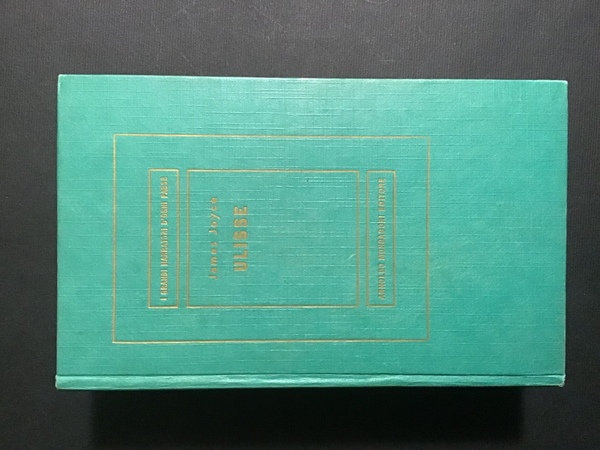 I GRANDI NARRATORI D'OGNI PAESE
James Joyce
ULISSE
ARNOLDO MONDADORI EDITORE